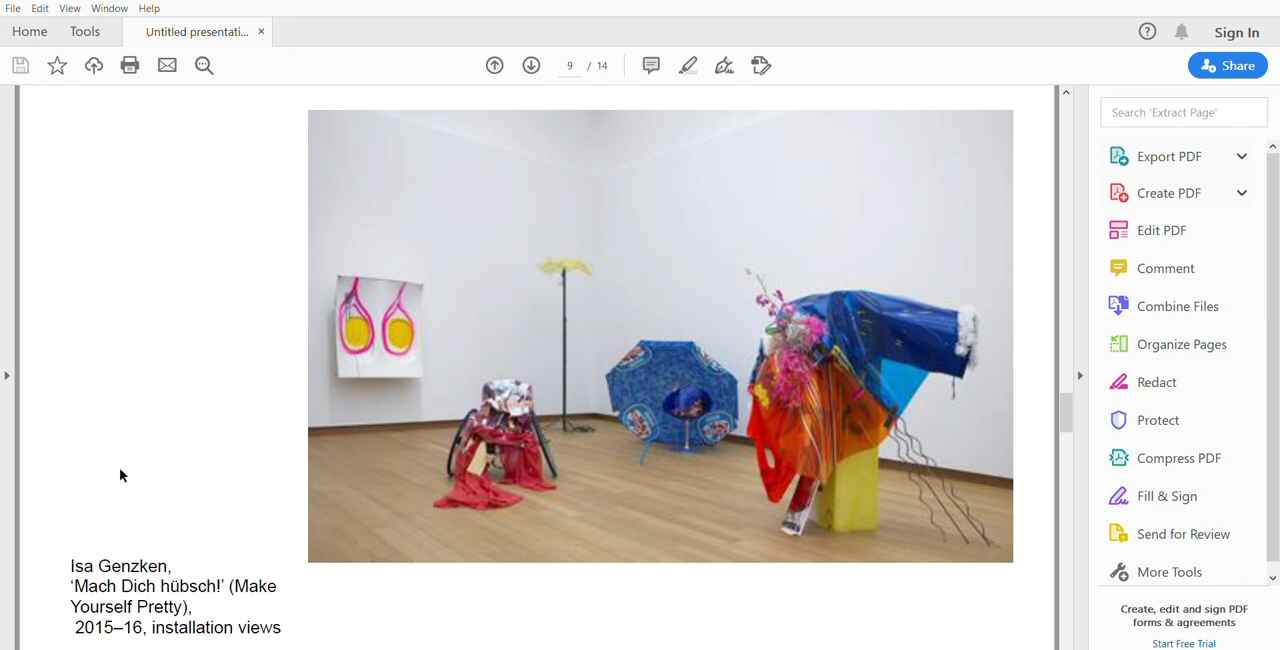 File Edit View Window Help
Home Tools Untitled presentati... ×
? Sign In
9 / 14
Share
Search 'Extract Page'
Export PDF
Create PDF
Edit PDF
Comment
Combine Files
Organize Pages
Redact
Protect
Compress PDF
Fill & Sign
Send for Review
More Tools
Create, edit and sign PDF
forms & agreements
Start Free Trial
Isa Genzken,
‘Mach Dich hübsch!’ (Make
Yourself Pretty),
2015–16, installation views